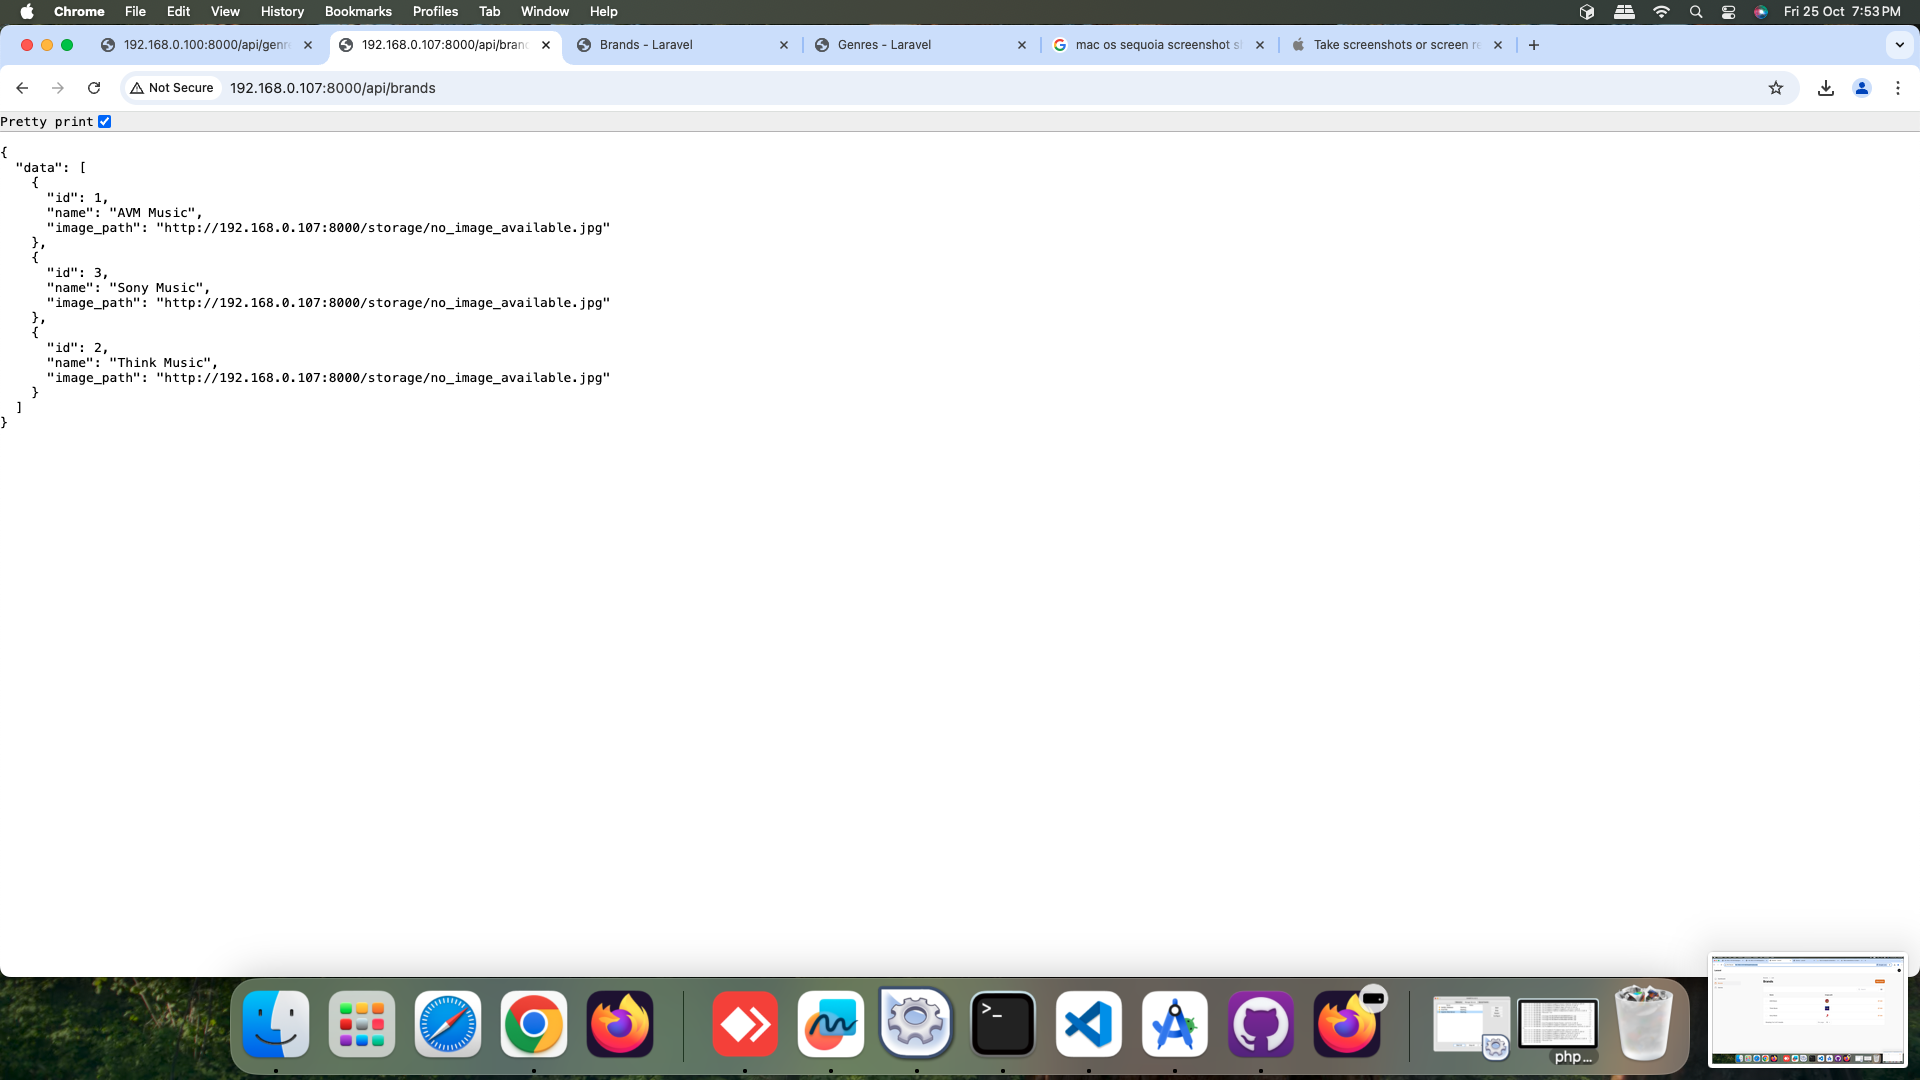 Chrome File Edit View History Bookmarks Profiles Tab Window Help Fri 25 Oct 7:53 PM
192.168.0.100:8000/api/genr 192.168.0.107:8000/api/bran Brands - Laravel Genres - Laravel mac os sequoia screenshot Take screenshots or screen
Not Secure 192.168.0.107:8000/api/brands
Pretty print
{
"data": [
{
"id": 1,
"name": "AVM Music",
"image_path": "http://192.168.0.107:8000/storage/no_image_available.jpg"
},
{
"id": 3,
"name": "Sony Music",
"image_path": "http://192.168.0.107:8000/storage/no_image_available.jpg"
},
{
"id": 2,
"name": "Think Music",
"image_path": "http://192.168.0.107:8000/storage/no_image_available.jpg"
}
]
}
php...